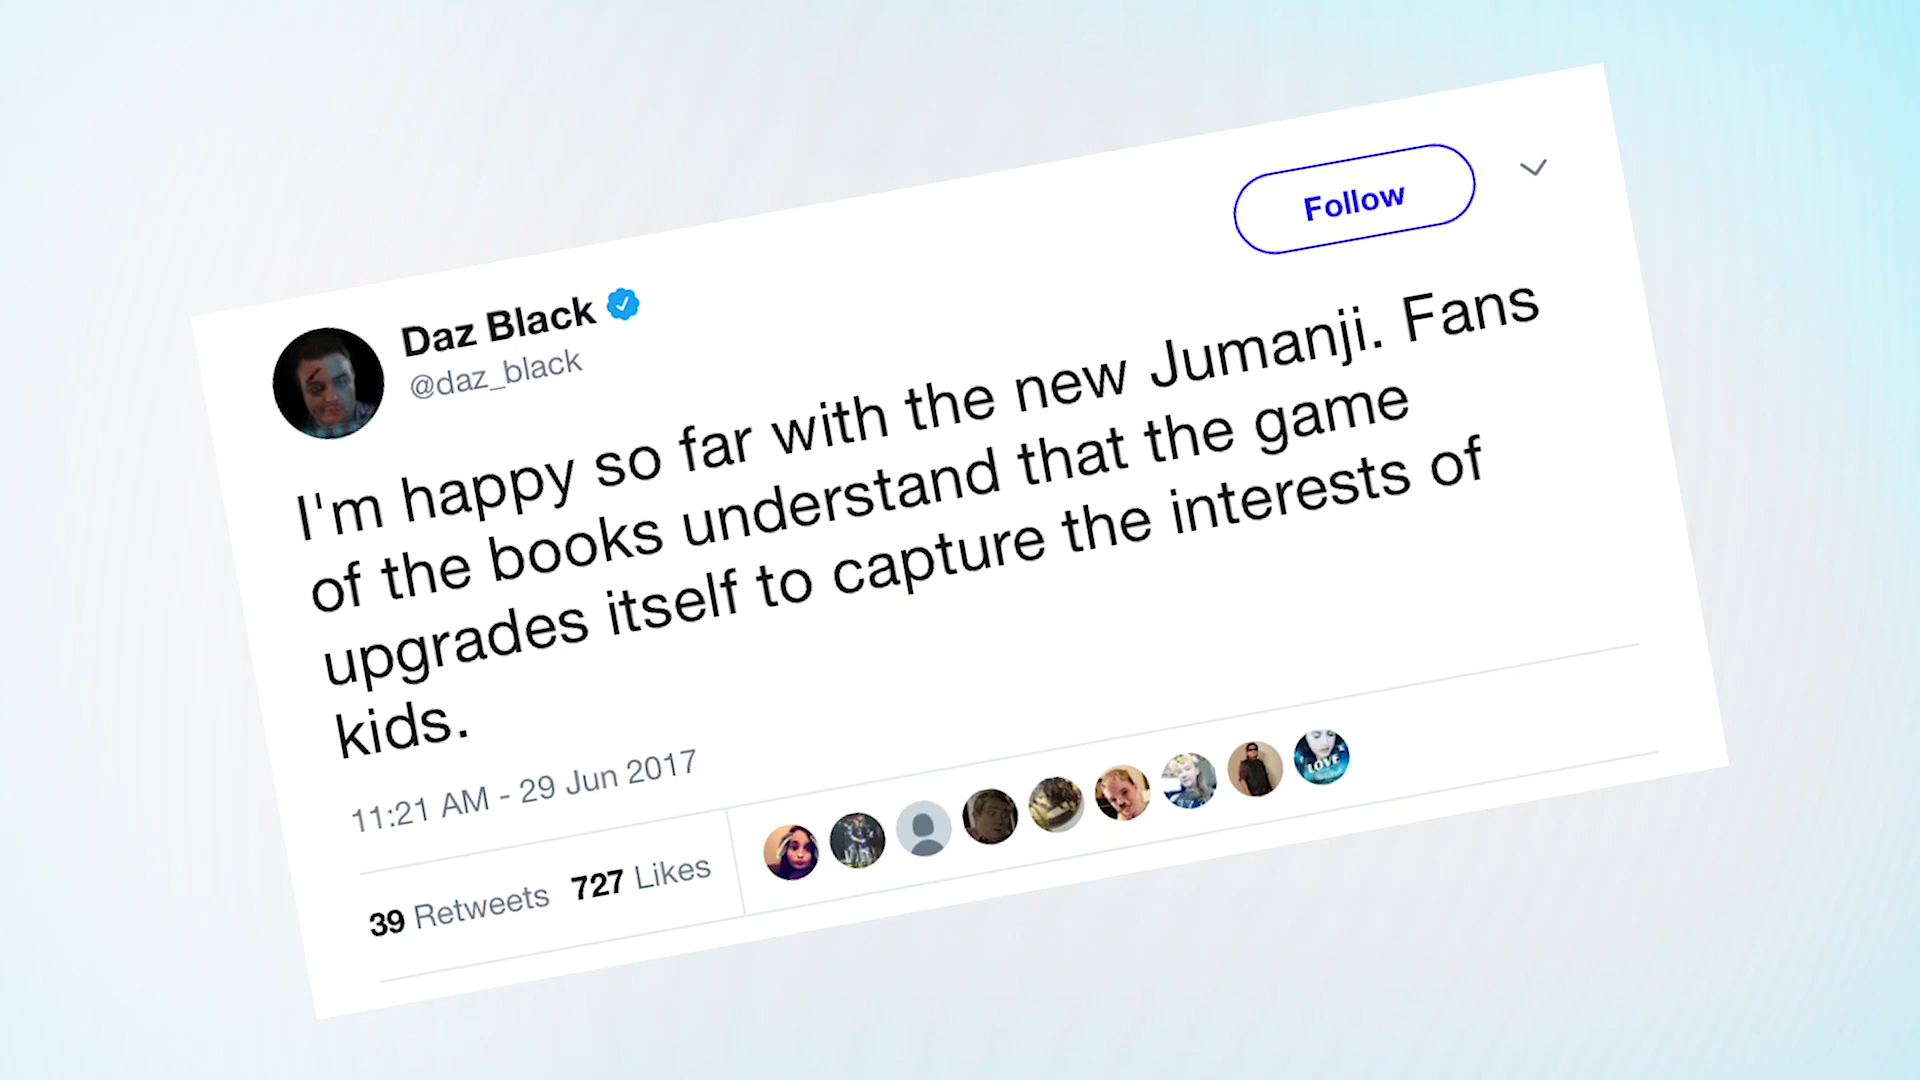 Follow
Daz Black
@daz_black
I'm happy so far with the new Jumanji. Fans
of the books understand that the game
upgrades itself to capture the interests of
kids.
11:21 AM - 29 Jun 2017
39 Retweets 727 Likes
LOVE